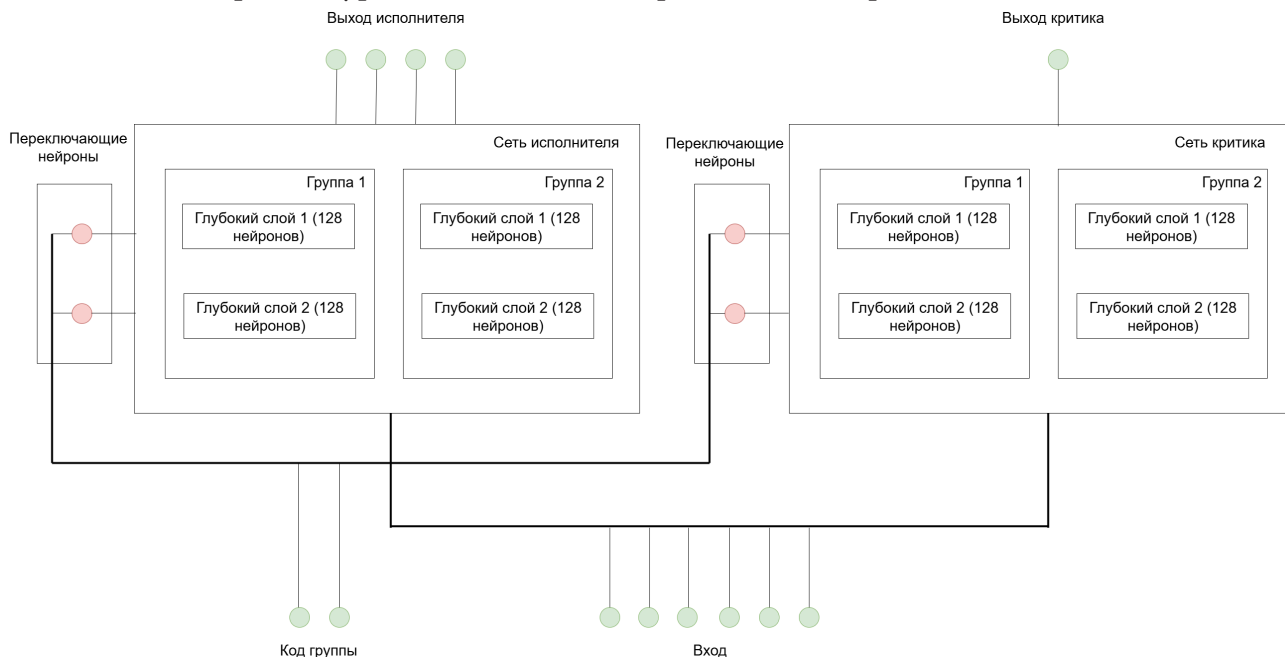 Выход исполнителя
Выход критика
Переключающие
нейроны
Сеть исполнителя
Группа 1
Глубокий слой 1 (128
нейронов)
Глубокий слой 2 (128
нейронов)
Группа 2
Глубокий слой 1 (128
нейронов)
Глубокий слой 2 (128
нейронов)
Переключающие
нейроны
Сеть критика
Группа 1
Глубокий слой 1 (128
нейронов)
Глубокий слой 2 (128
нейронов)
Группа 2
Глубокий слой 1 (128
нейронов)
Глубокий слой 2 (128
нейронов)
Код группы
Вход